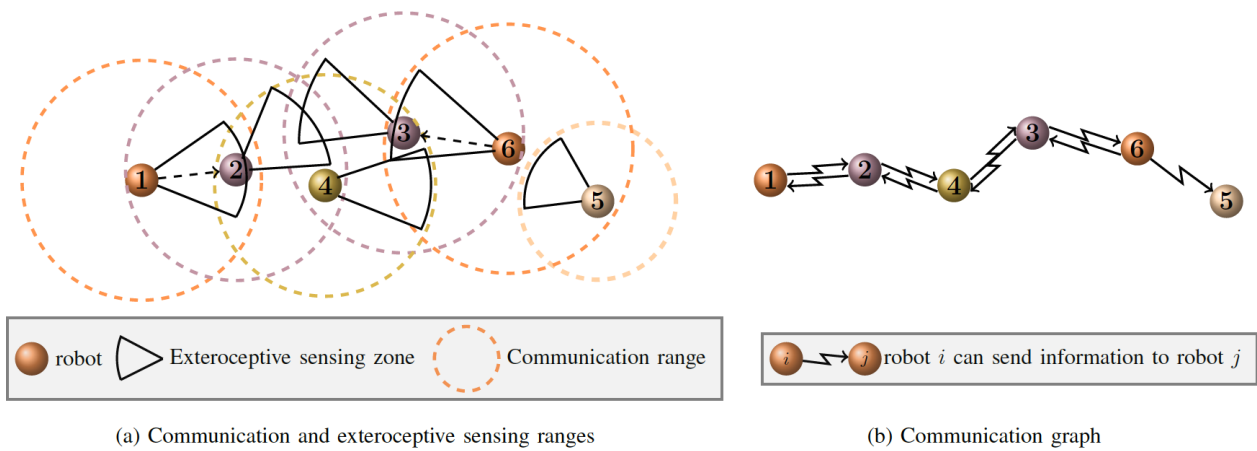 1
2
3
4
5
6
robot
Exteroceptive sensing zone
Communication range
(a) Communication and exteroceptive sensing ranges
1
2
3
4
5
6
i
j
robot i can send information to robot j
(b) Communication graph